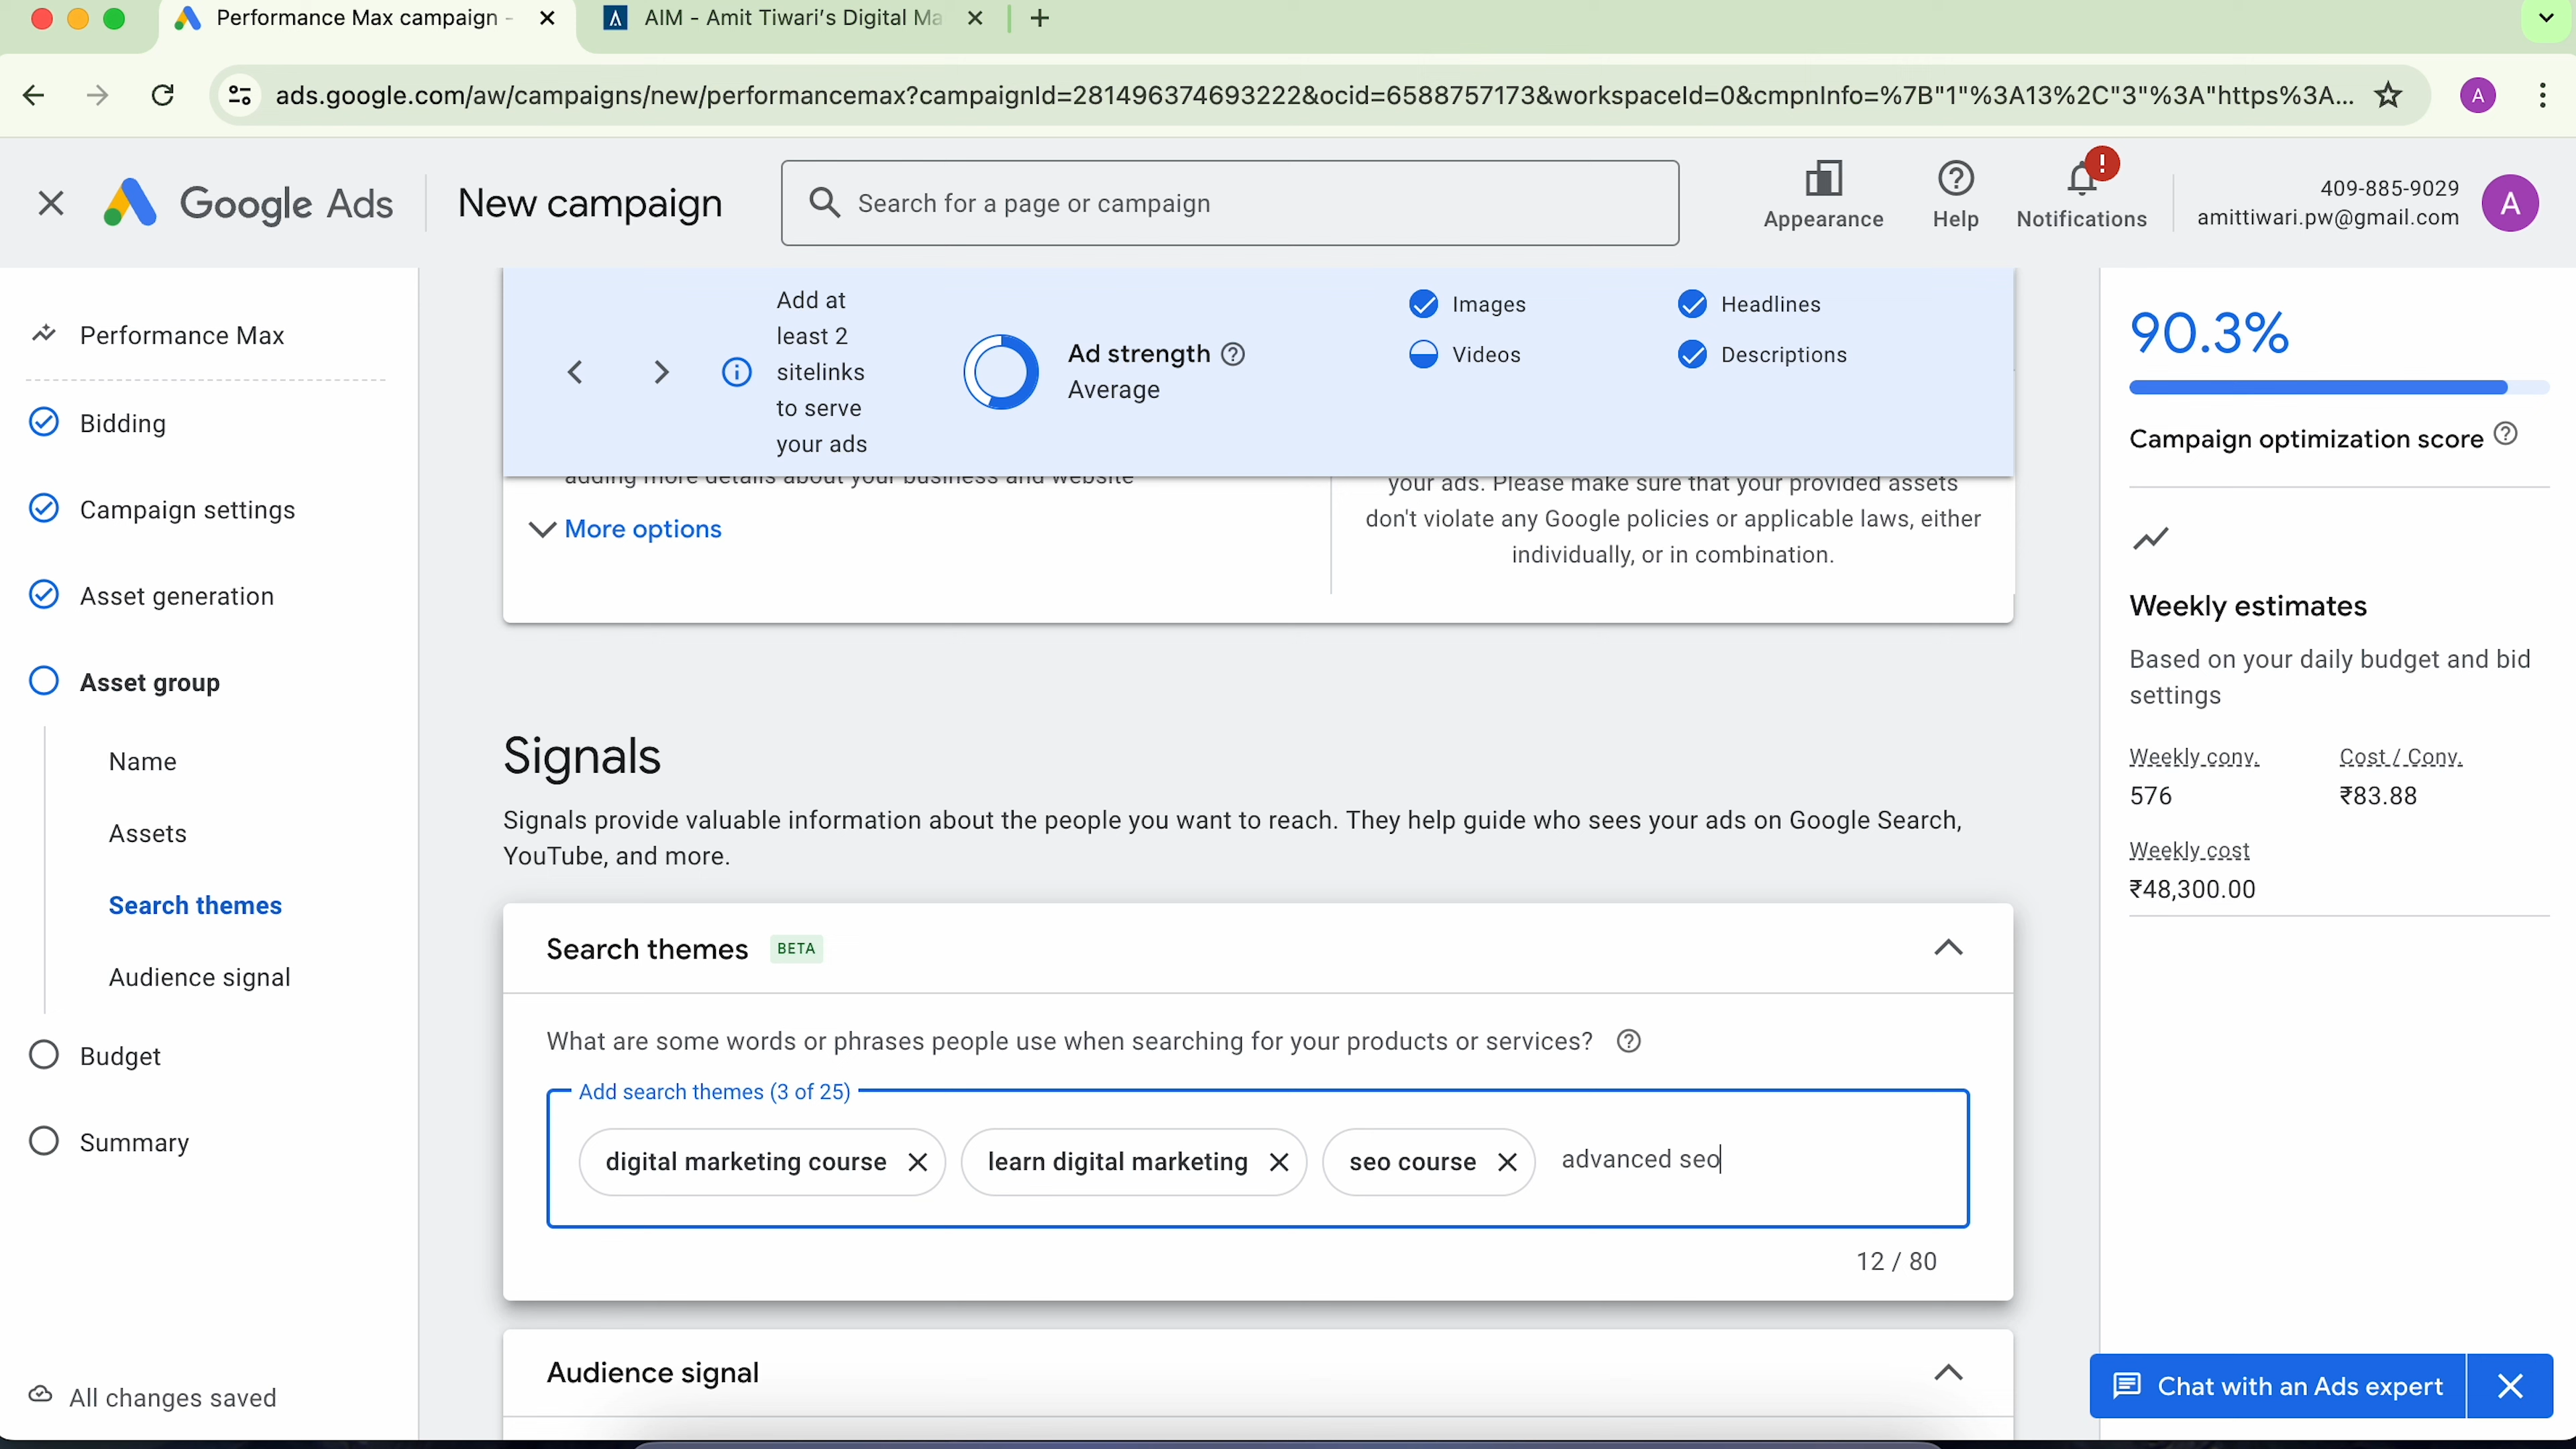 Performance Max campaign -
AIM - Amit Tiwari's Digital Ma
ads.google.com/aw/campaigns/new/performancemax?campaignId=281496374693222&ocid=6588757173&workspaceId=0&cmpnInfo=%7B"1"%3A13%2C"3"%3A"https%3A...
A
Google Ads
New campaign
Search for a page or campaign
Appearance
Help
!
Notifications
409-885-9029
amittiwari.pw@gmail.com
A
Performance Max
Bidding
Campaign settings
Asset generation
Asset group
Name
Assets
Search themes
Audience signal
Budget
Summary
All changes saved
Add at
least 2
sitelinks
to serve
your ads
Ad strength
Average
Images
Videos
Headlines
Descriptions
adding more details about your business and website
More options
your ads. Please make sure that your provided assets
don't violate any Google policies or applicable laws, either
individually, or in combination.
Signals
Signals provide valuable information about the people you want to reach. They help guide who sees your ads on Google Search,
YouTube, and more.
Search themes BETA
What are some words or phrases people use when searching for your products or services?
Add search themes (3 of 25)
digital marketing course
learn digital marketing
seo course
advanced seo
12 / 80
Audience signal
90.3%
Campaign optimization score
Weekly estimates
Based on your daily budget and bid
settings
Weekly conv.
576
Cost / Conv.
₹83.88
Weekly cost
₹48,300.00
Chat with an Ads expert